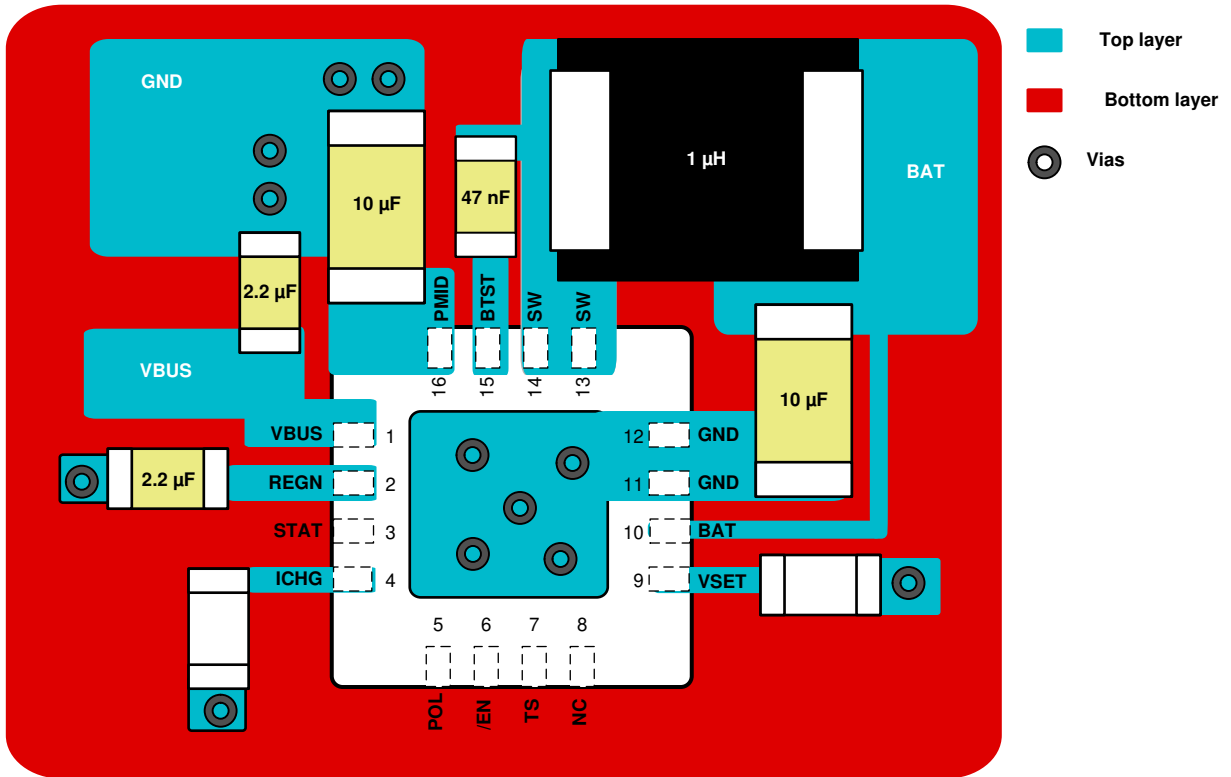 GND
Top layer
Bottom layer
Vias
1 µH
BAT
10 µF
47 nF
2.2 µF
PMID
BTST
SW
SW
VBUS
16
15
14
13
10 µF
VBUS
1
12
GND
2.2 µF
REGN
2
11
GND
STAT
3
10
BAT
ICHG
4
9
VSET
5
6
7
8
POL
/EN
TS
NC